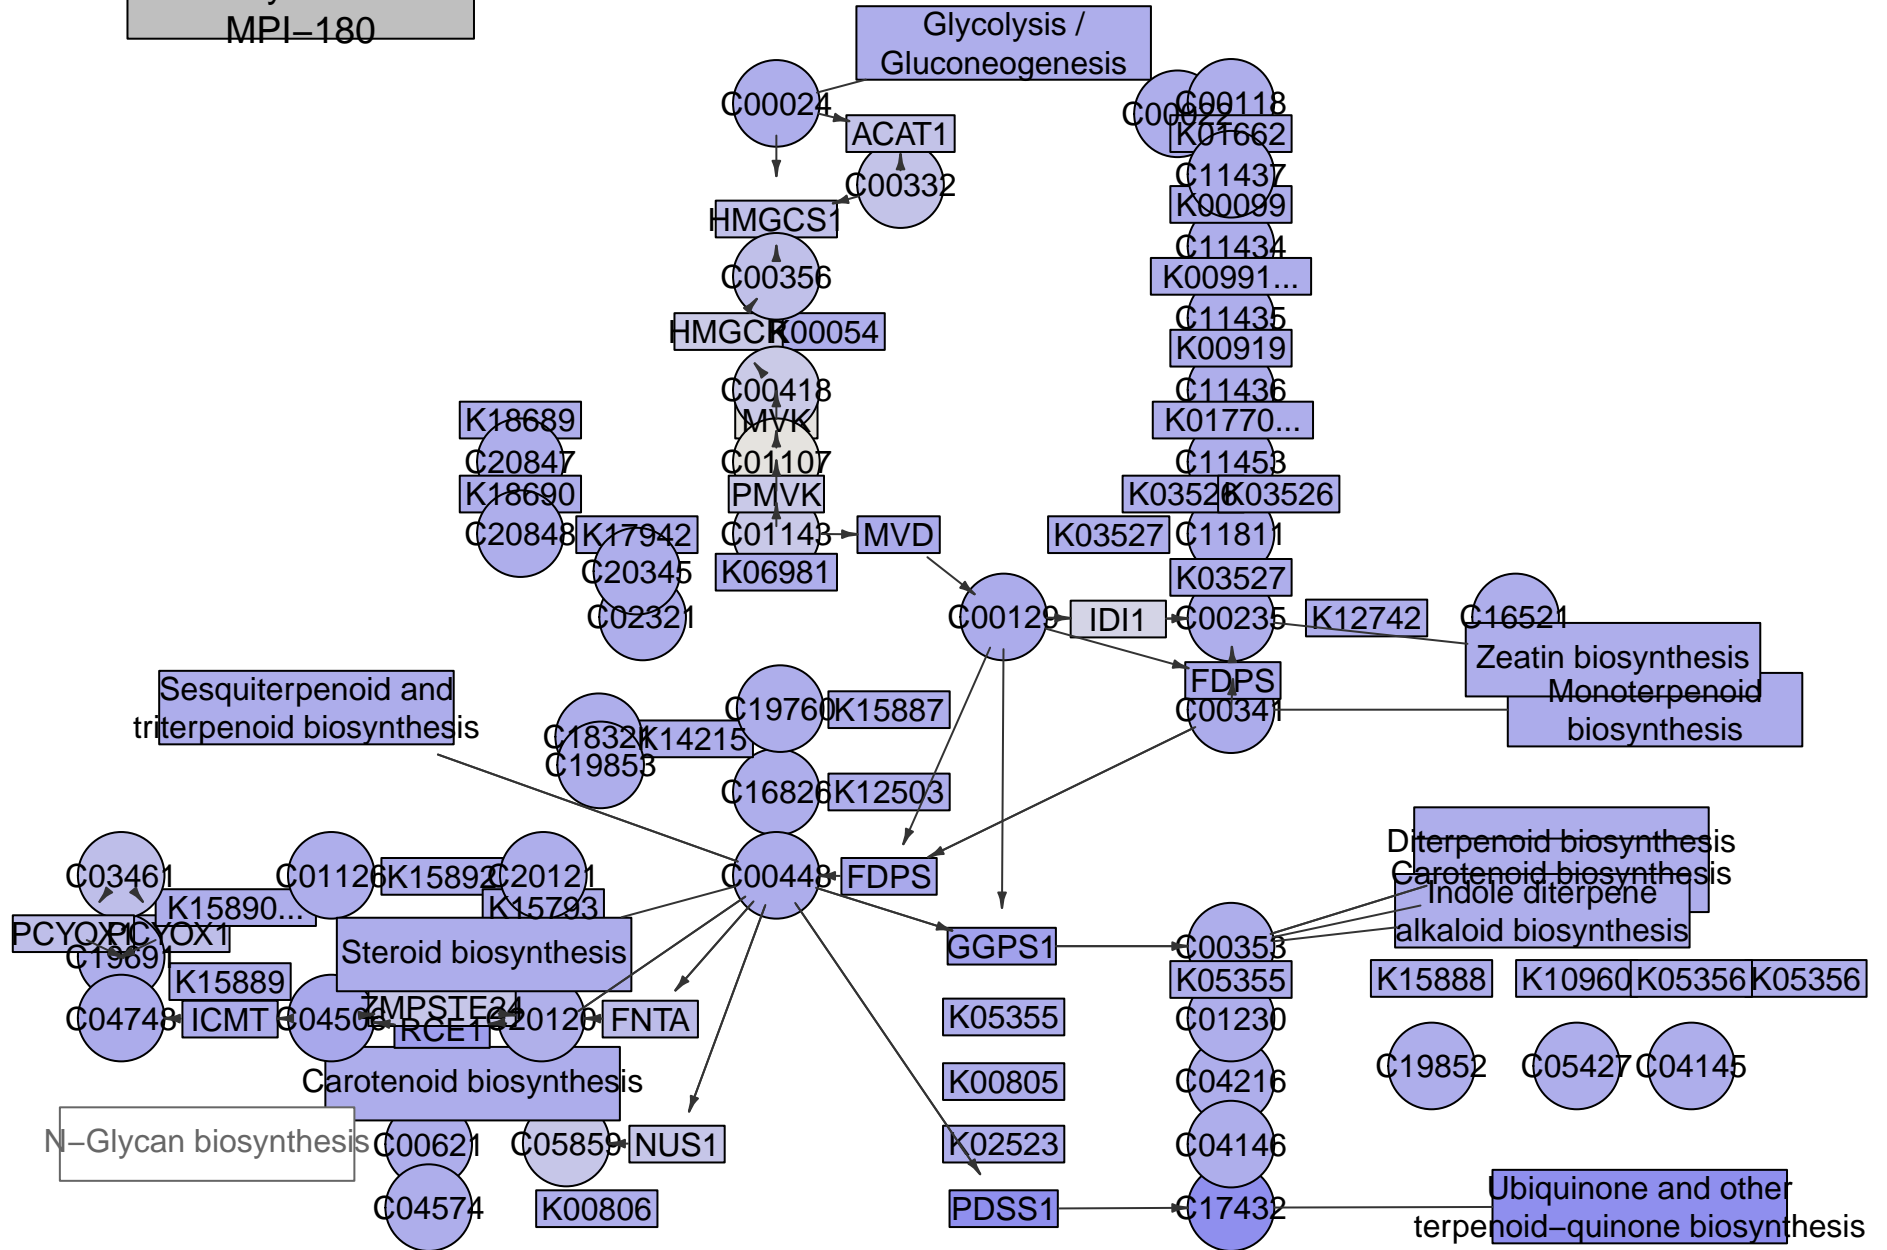 MPI−180
Glycolysis /
Gluconeogenesis
C00024
C00022
C00118
ACAT1
K01662
C00332
C11437
HMGCS1
K00099
C00356
C11434
K00991...
HMGCR
K00054
C11435
K00919
C00418
C11436
K18689
MVK
K01770...
C20847
C01107
C11453
K18690
PMVK
K03526
K03526
C20848
K17942
C01143
MVD
K03527
C11811
C20345
K06981
K03527
C02321
C00129
IDI1
C00235
K12742
C16521
Zeatin biosynthesis
Sesquiterpenoid and
triterpenoid biosynthesis
FDPS
Monoterpenoid
biosynthesis
C19760
K15887
C00341
C18324
K14215
C19853
C16826
K12503
Diterpenoid biosynthesis
Carotenoid biosynthesis
C03461
C01126
K15892
C20121
C00448
FDPS
Indole diterpene
alkaloid biosynthesis
K15890...
K15793
PCYOX1
PCYOX1
Steroid biosynthesis
GGPS1
C00353
C19691
K15889
K05355
K15888
K10960
K05356
K05356
C04748
ICMT
C04506
ZMPSTE24
RCE1
C20120
FNTA
K05355
C01230
C19852
C05427
C04145
Carotenoid biosynthesis
K00805
C04216
N−Glycan biosynthesis
C00621
C05859
NUS1
K02523
C04146
C04574
K00806
PDSS1
C17432
Ubiquinone and other
terpenoid−quinone biosynthesis